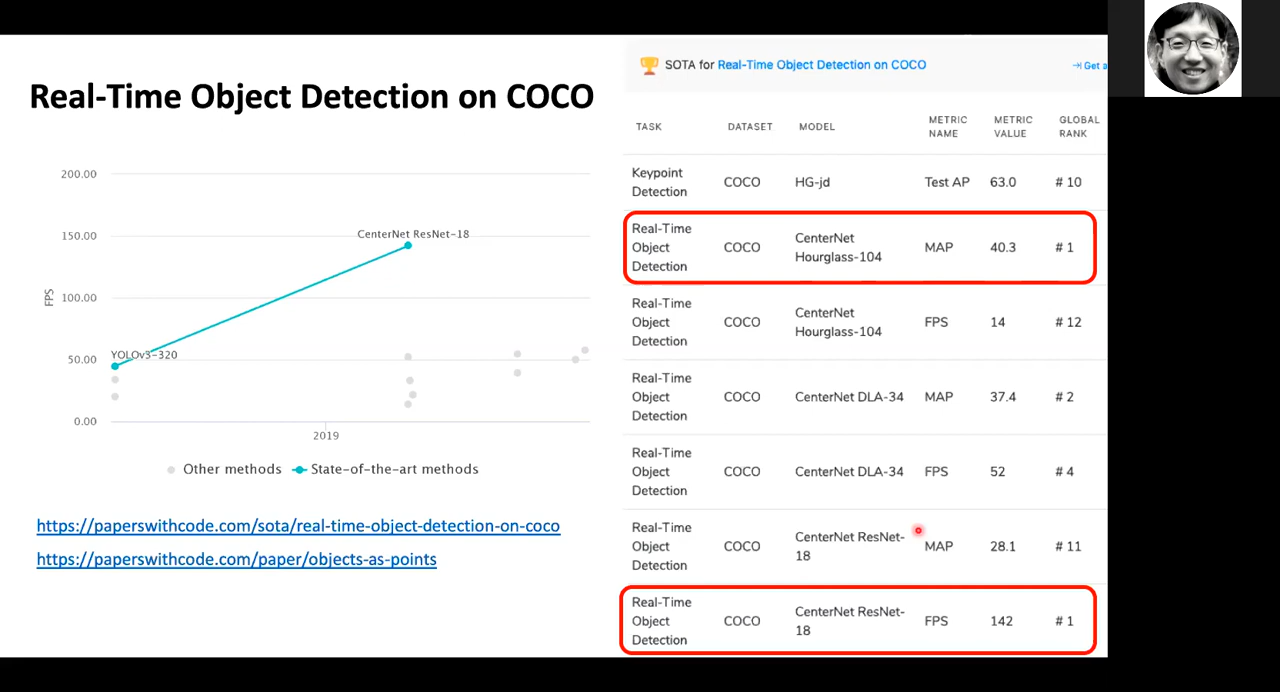 Real-Time Object Detection on COCO
200.00
150.00
100.00
50.00
0.00
FPS
CenterNet ResNet-18
YOLOv3-320
2019
Other methods
State-of-the-art methods
https://paperswithcode.com/sota/real-time-object-detection-on-coco
https://paperswithcode.com/paper/objects-as-points
SOTA for Real-Time Object Detection on COCO
Get a
TASK DATASET MODEL METRIC NAME METRIC VALUE GLOBAL RANK
Keypoint Detection COCO HG-jd Test AP 63.0 # 10
Real-Time Object Detection COCO CenterNet Hourglass-104 MAP 40.3 # 1
Real-Time Object Detection COCO CenterNet Hourglass-104 FPS 14 # 12
Real-Time Object Detection COCO CenterNet DLA-34 MAP 37.4 # 2
Real-Time Object Detection COCO CenterNet DLA-34 FPS 52 # 4
Real-Time Object Detection COCO CenterNet ResNet-18 MAP 28.1 # 11
Real-Time Object Detection COCO CenterNet ResNet-18 FPS 142 # 1